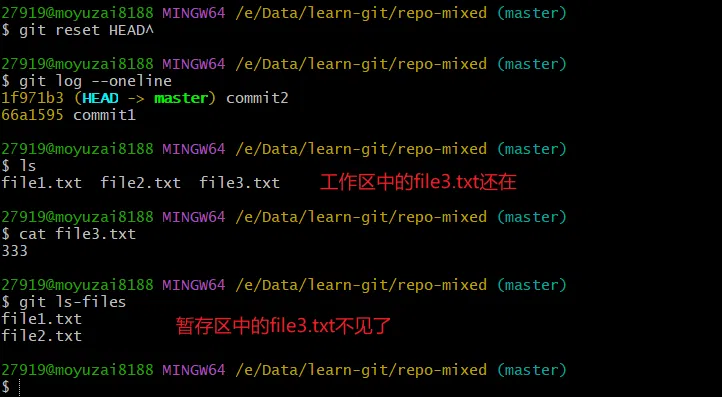 27919@moyuzai8188 MINGW64 /e/Data/learn-git/repo-mixed (master)
$ git reset HEAD^
27919@moyuzai8188 MINGW64 /e/Data/learn-git/repo-mixed (master)
$ git log --oneline
1f971b3 (HEAD -> master) commit2
66a1595 commit1
27919@moyuzai8188 MINGW64 /e/Data/learn-git/repo-mixed (master)
$ ls
file1.txt  file2.txt  file3.txt 工作区中的file3.txt还在
27919@moyuzai8188 MINGW64 /e/Data/learn-git/repo-mixed (master)
$ cat file3.txt
333
27919@moyuzai8188 MINGW64 /e/Data/learn-git/repo-mixed (master)
$ git ls-files
file1.txt
暂存区中的file3.txt不见了
file2.txt
27919@moyuzai8188 MINGW64 /e/Data/learn-git/repo-mixed (master)
$